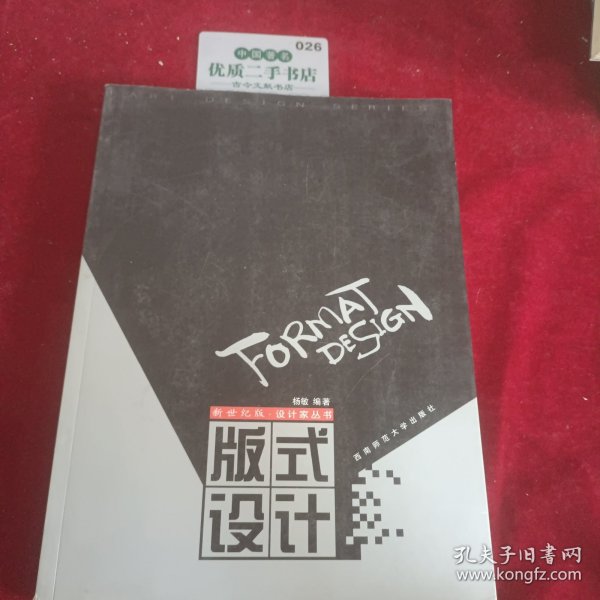 中国著名
026
优质二手书店
古今文献书店
ART DESIGN SERIES
FORMAT
DESIGN
杨敏 编著
新世纪版·设计家丛书
西南师范大学出版社
版式
设计
孔夫子旧书网
www.kongfz.com